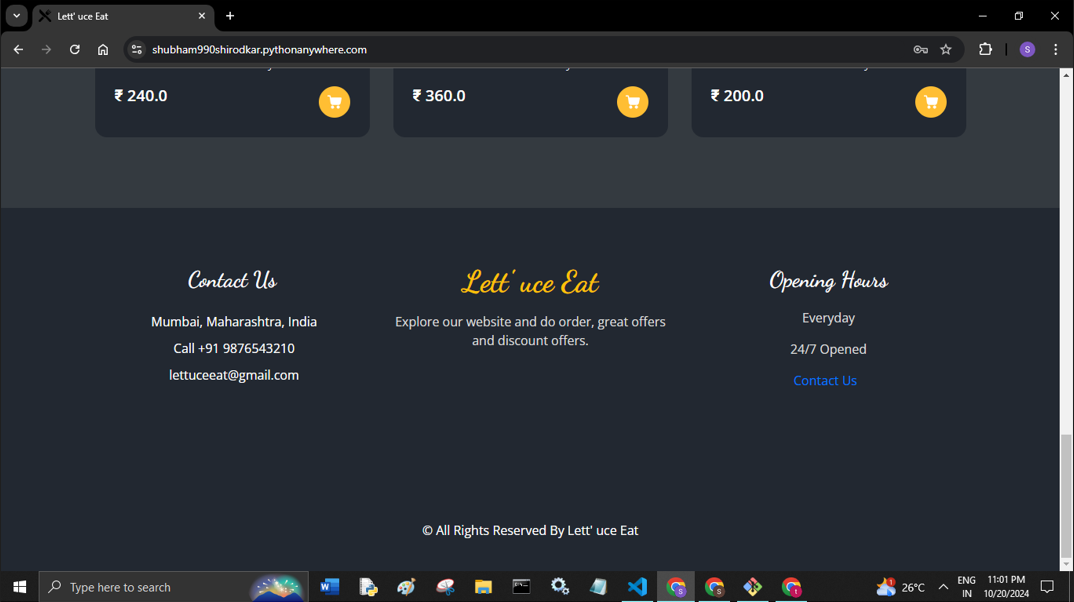 Lett' uce Eat
shubham990shirodkar.pythonanywhere.com
S
₹ 240.0
₹ 360.0
₹ 200.0
Contact Us
Mumbai, Maharashtra, India
Call +91 9876543210
lettuceeat@gmail.com
Lett' uce Eat
Explore our website and do order, great offers
and discount offers.
Opening Hours
Everyday
24/7 Opened
Contact Us
© All Rights Reserved By Lett' uce Eat
Type here to search
26°C
ENG
IN
11:01 PM
10/20/2024